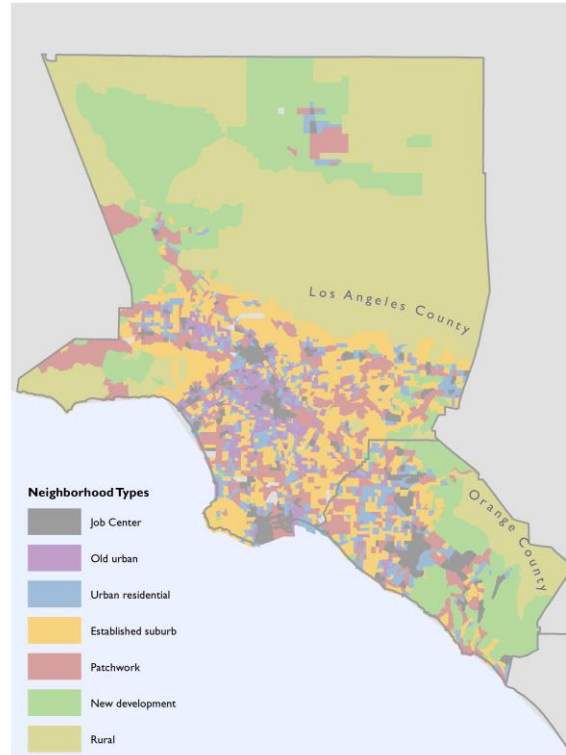 Los Angeles County
Orange County
Neighborhood Types
Job Center
Old urban
Urban residential
Established suburb
Patchwork
New development
Rural